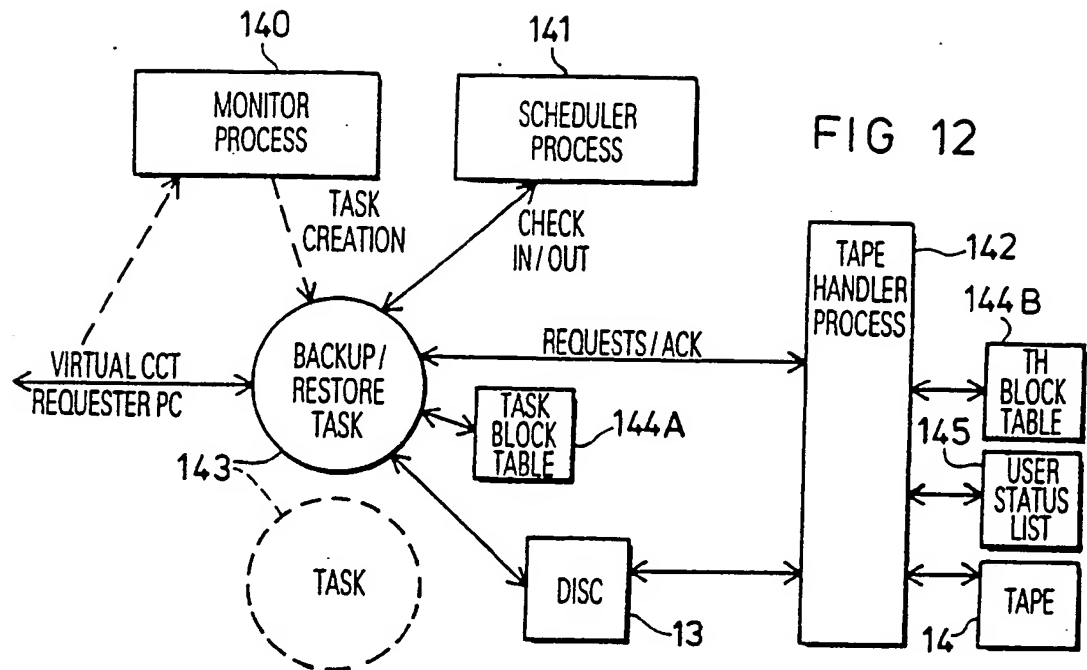 140
141
MONITOR
PROCESS
SCHEDULER
PROCESS
FIG 12
TASK
CREATION
CHECK
IN/OUT
TAPE
HANDLER
PROCESS
142
144B
TH
BLOCK
TABLE
REQUESTS/ACK
VIRTUAL CCT
REQUESTER PC
BACKUP/
RESTORE
TASK
TASK
BLOCK
TABLE
144A
145
USER
STATUS
LIST
143
TASK
DISC
13
TAPE
14